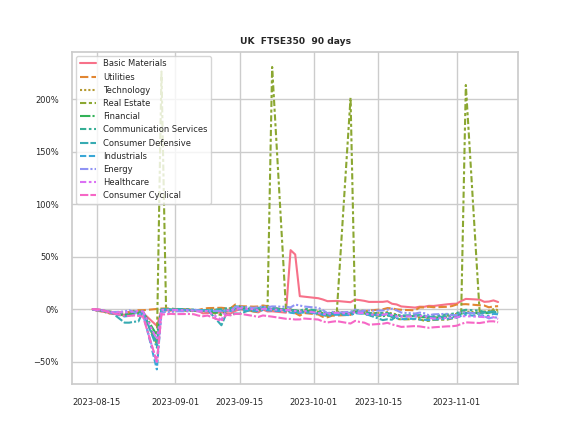 UK FTSE350 90 days
Basic Materials
Utilities
Technology
Real Estate
Financial
Communication Services
Consumer Defensive
Industrials
Energy
Healthcare
Consumer Cyclical
200%
150%
100%
50%
0%
−50%
2023-08-15 2023-09-01 2023-09-15 2023-10-01 2023-10-15 2023-11-01